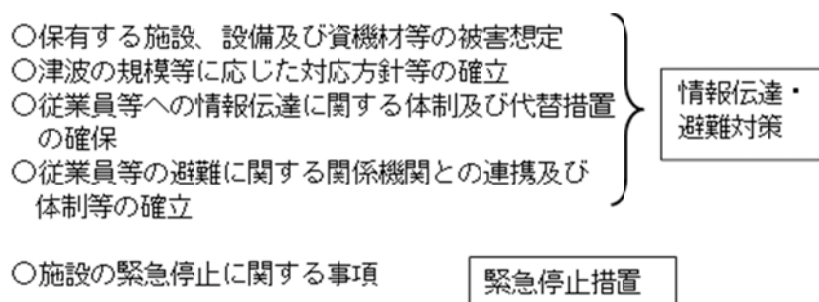 ○保有する施設、設備及び資機材等の被害想定
○津波の規模等に応じた対応方針等の確立
○従業員等への情報伝達に関する体制及び代替措置
の確保
○従業員等の避難に関する関係機関との連携及び
体制等の確立
情報伝達・
避難対策
○施設の緊急停止に関する事項
緊急停止措置